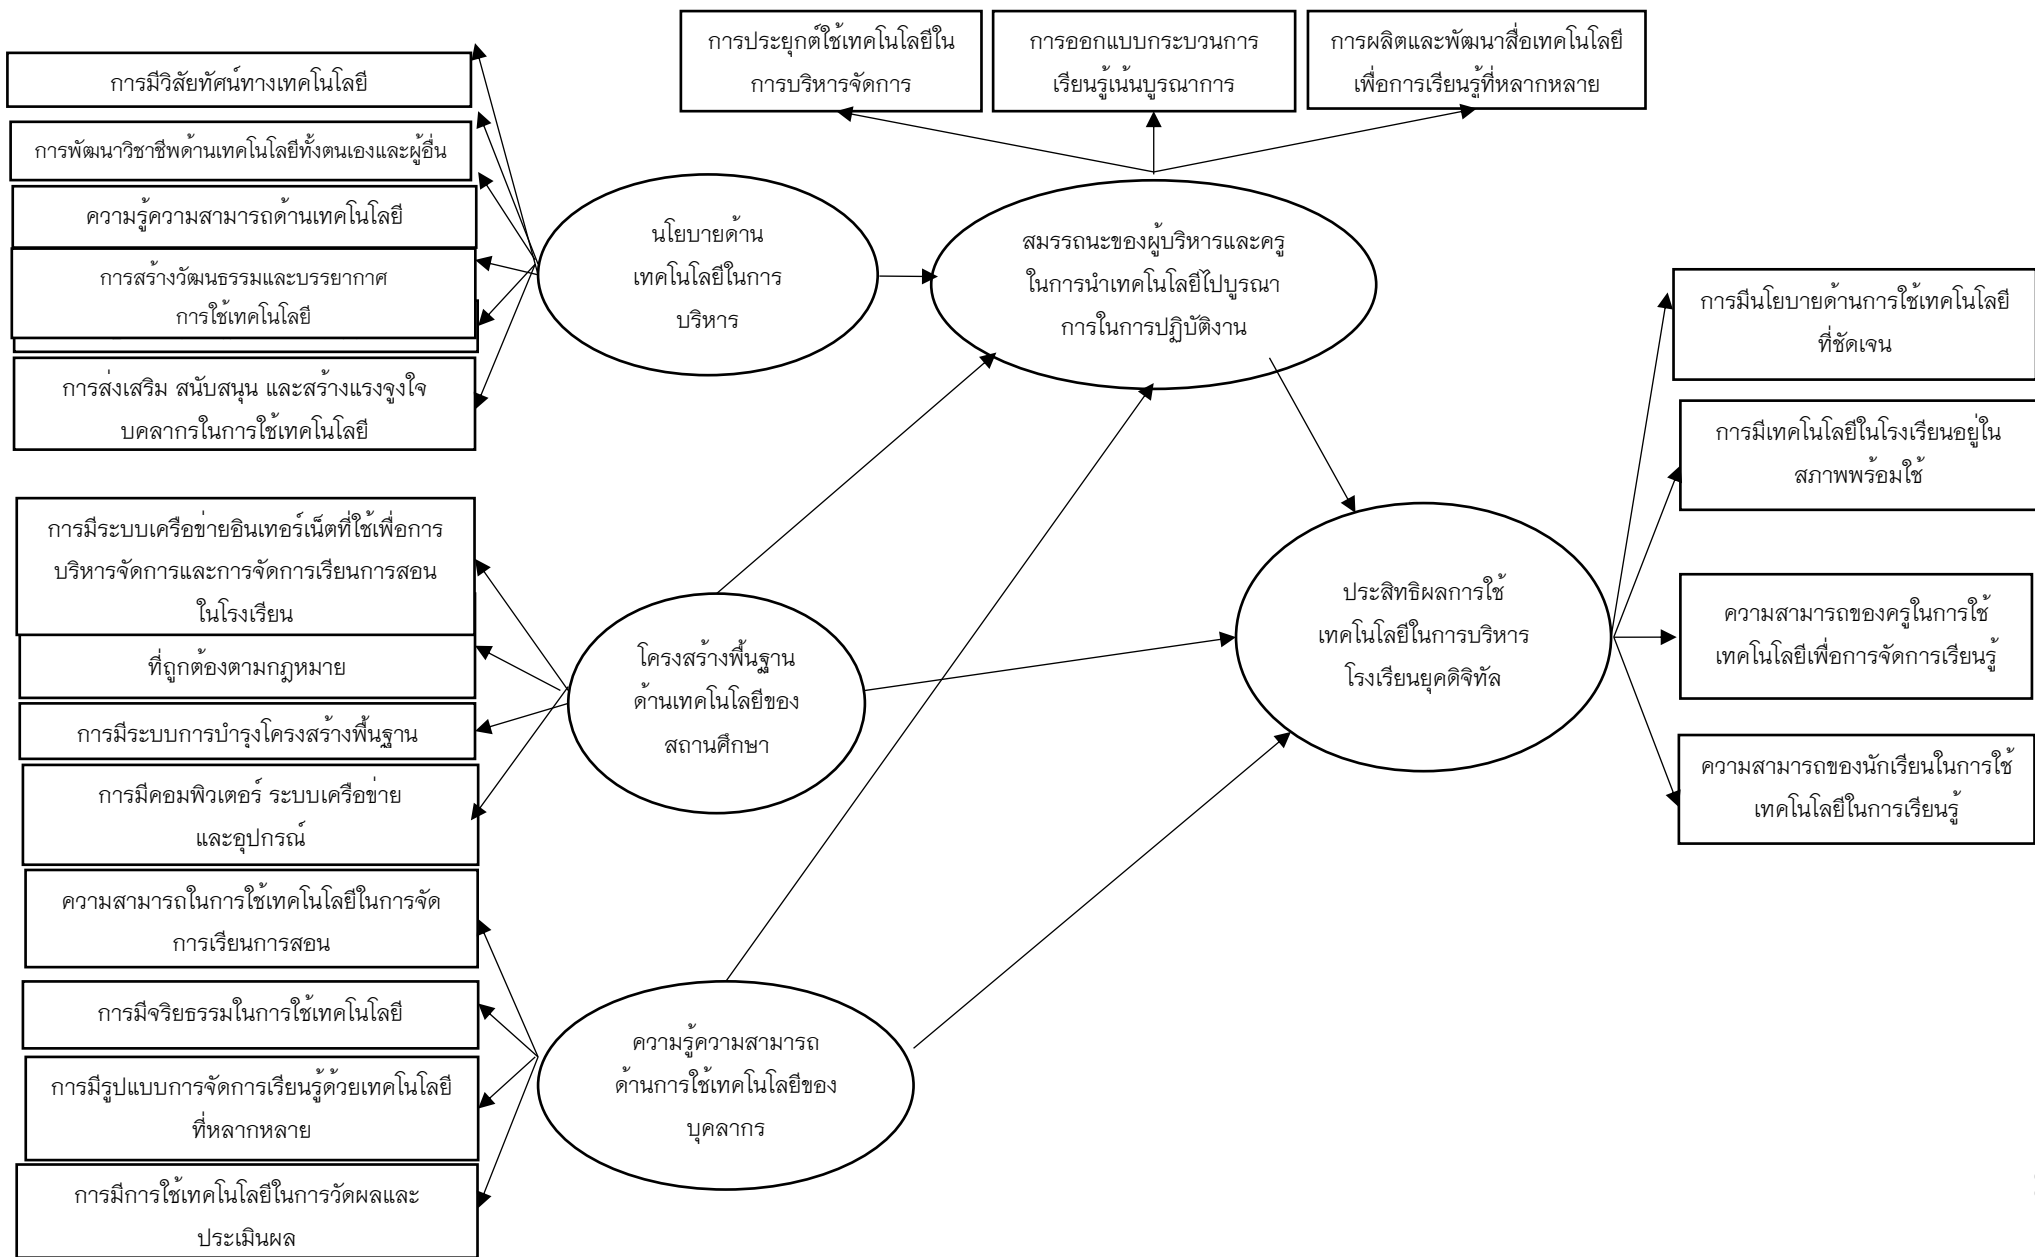 การประยุกต์ใช้เทคโนโลยีใน
การบริหารจัดการ
การออกแบบกระบวนการ
เรียนรู้เน้นบูรณาการ
การผลิตและพัฒนาสื่อเทคโนโลยี
เพื่อการเรียนรู้ที่หลากหลาย
การมีวิสัยทัศน์ทางเทคโนโลยี
การพัฒนาวิชาชีพด้านเทคโนโลยีทั้งตนเองและผู้อื่น
ความรู้ความสามารถด้านเทคโนโลยี
การสร้างวัฒนธรรมและบรรยากาศ
การใช้เทคโนโลยี
การส่งเสริม สนับสนุน และสร้างแรงจูงใจ
บุคลากรในการใช้เทคโนโลยี
นโยบายด้าน
เทคโนโลยีในการ
บริหาร
สมรรถนะของผู้บริหารและครู
ในการนำเทคโนโลยีไปบูรณา
การในการปฏิบัติงาน
การมีนโยบายด้านการใช้เทคโนโลยี
ที่ชัดเจน
การมีเทคโนโลยีในโรงเรียนอยู่ใน
สภาพพร้อมใช้
การมีระบบเครือข่ายอินเทอร์เน็ตที่ใช้เพื่อการ
บริหารจัดการและการจัดการเรียนการสอน
ในโรงเรียน
ที่ถูกต้องตามกฎหมาย
การมีระบบการบำรุงโครงสร้างพื้นฐาน
การมีคอมพิวเตอร์ ระบบเครือข่าย
และอุปกรณ์
โครงสร้างพื้นฐาน
ด้านเทคโนโลยีของ
สถานศึกษา
ประสิทธิผลการใช้
เทคโนโลยีในการบริหาร
โรงเรียนยุคดิจิทัล
ความสามารถของครูในการใช้
เทคโนโลยีเพื่อการจัดการเรียนรู้
ความสามารถของนักเรียนในการใช้
เทคโนโลยีในการเรียนรู้
ความสามารถในการใช้เทคโนโลยีในการจัด
การเรียนการสอน
การมีจริยธรรมในการใช้เทคโนโลยี
การมีรูปแบบการจัดการเรียนรู้ด้วยเทคโนโลยี
ที่หลากหลาย
การมีการใช้เทคโนโลยีในการวัดผลและ
ประเมินผล
ความรู้ความสามารถ
ด้านการใช้เทคโนโลยีของ
บุคลากร